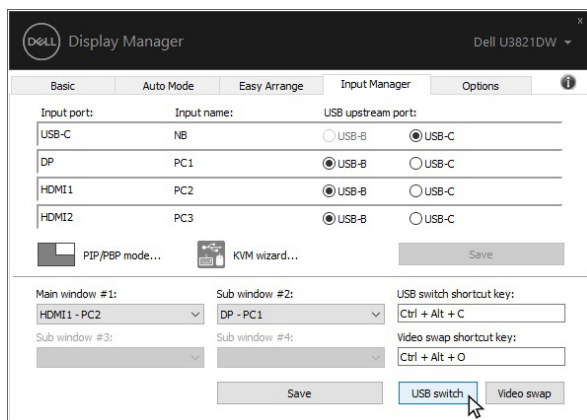 DELL Display Manager Dell U3821DW
Basic Auto Mode Easy Arrange Input Manager Options
Input port: Input name: USB upstream port:
USB-C NB USB-B USB-C
DP PC1 USB-B USB-C
HDMI1 PC2 USB-B USB-C
HDMI2 PC3 USB-B USB-C
PIP/PBP mode... KVM wizard... Save
Main window #1: Sub window #2: USB switch shortcut key:
HDMI1 - PC2 DP - PC1 Ctrl + Alt + C
Sub window #3: Sub window #4: Video swap shortcut key:
Ctrl + Alt + O
Save USB switch Video swap